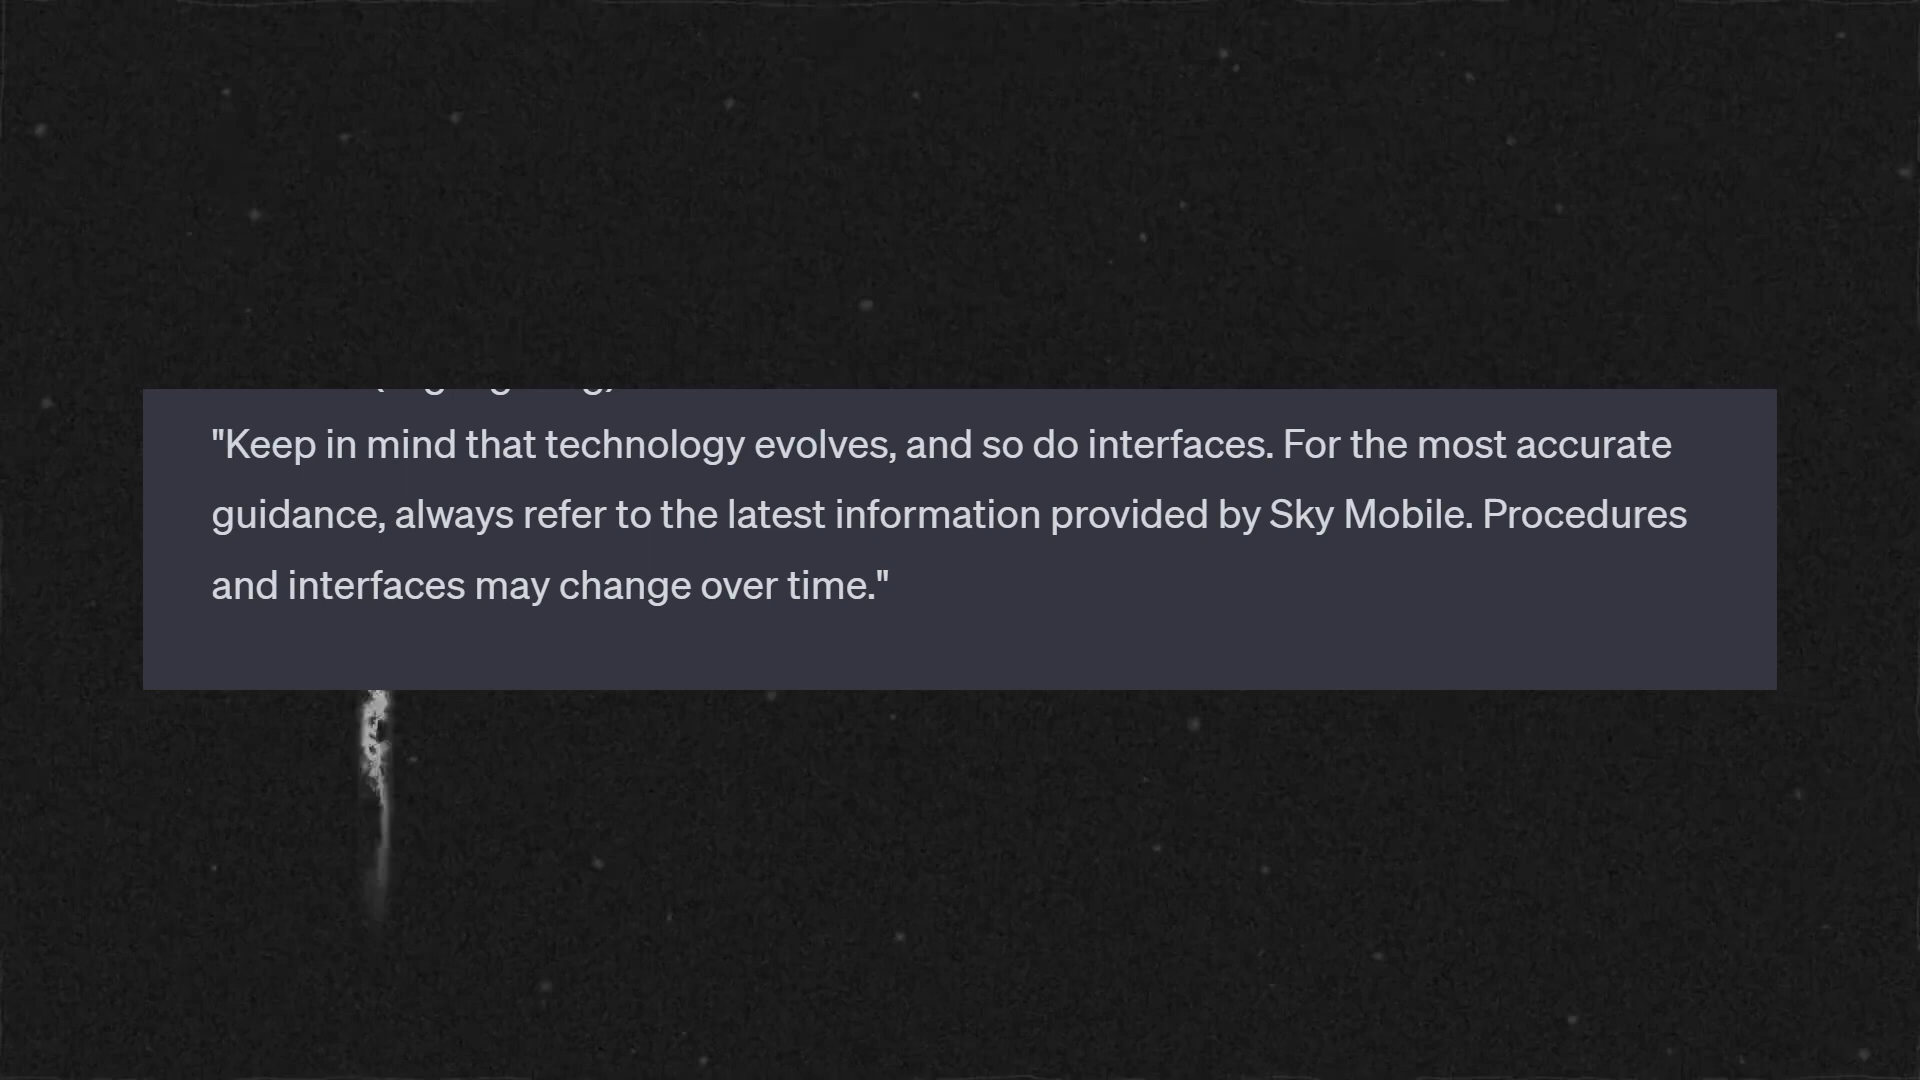 "Keep in mind that technology evolves, and so do interfaces. For the most accurate
guidance, always refer to the latest information provided by Sky Mobile. Procedures
and interfaces may change over time."